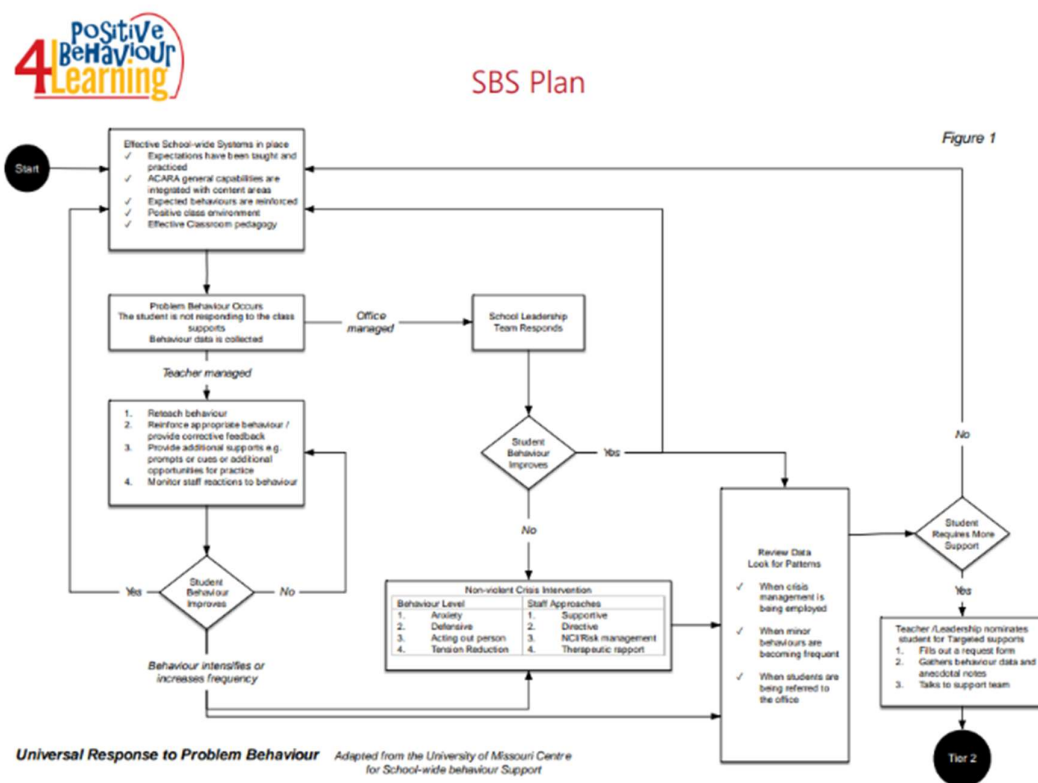 Positive
Behaviour
4Learning
SBS Plan
Figure 1
Start
Effective School-wide Systems in place
✓ Expectations have been taught and
practiced
✓ ACARA general capabilities are
integrated with content areas
✓ Expected behaviours are reinforced
✓ Positive class environment
✓ Effective Classroom pedagogy
Problem Behaviour Occurs
The student is not responding to the class
supports
Behaviour data is collected
Office
managed
School Leadership
Team Responds
Teacher managed
1. Reteach behaviour
2. Reinforce appropriate behaviour /
provide corrective feedback
3. Provide additional supports e.g.
prompts or cues or additional
opportunities for practice
4. Monitor staff reactions to behaviour
Student
Behaviour
Improves
Yes
No
Student
Behaviour
Improves
Yes
No
Behaviour intensifies or
increases frequency
Non-violent Crisis Intervention
Behaviour Level
1. Anxiety
2. Defensive
3. Acting out person
4. Tension Reduction
Staff Approaches
1. Supportive
2. Directive
3. NCI/Risk management
4. Therapeutic rapport
Review Data
Look for Patterns
✓ When crisis
management is
being employed
✓ When minor
behaviours are
becoming frequent
✓ When students are
being referred to
the office
No
Student
Requires More
Support
Yes
Teacher /Leadership nominates
student for Targeted supports
1. Fills out a request form
2. Gathers behaviour data and
anecdotal notes
3. Talks to support team
Tier 2
Universal Response to Problem Behaviour
Adapted from the University of Missouri Centre
for School-wide behaviour Support